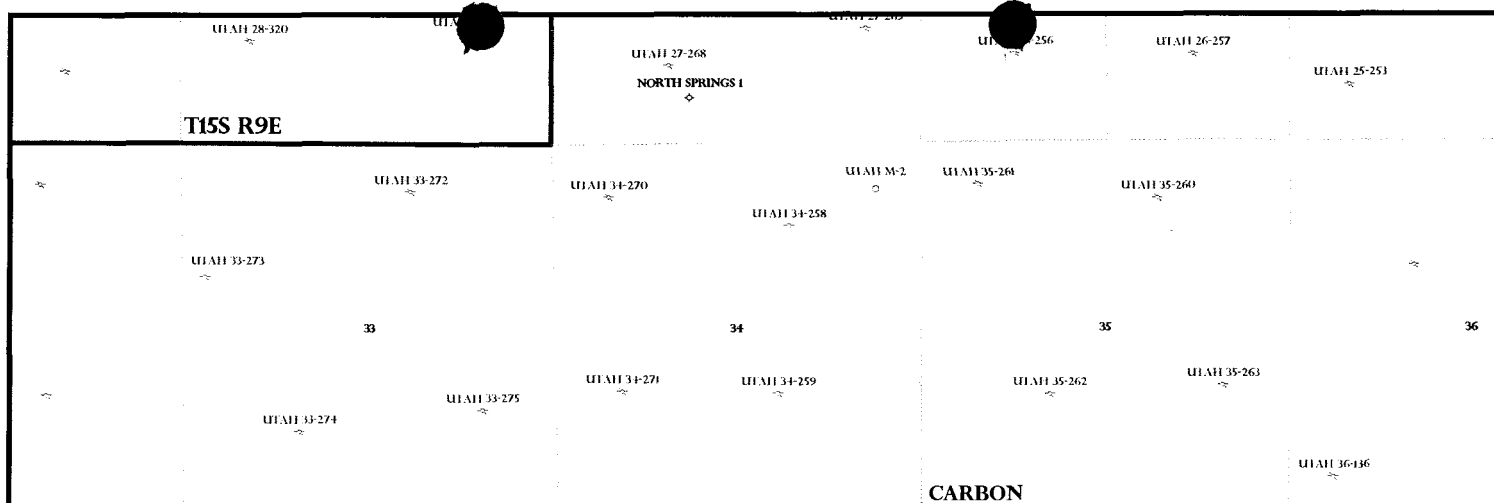 UTAH 28-320
UTAH 27-268
256
UTAH 26-257
UTAH 25-253
NORTH SPRINGS 1
T15S R9E
UTAH 33-272
UTAH 34-270
UTAH M-2
UTAH 35-261
UTAH 35-260
UTAH 34-258
UTAH 33-273
33
34
35
36
UTAH 33-274
UTAH 33-275
UTAH 34-271
UTAH 34-259
UTAH 35-262
UTAH 35-263
UTAH 36-136
CARBON